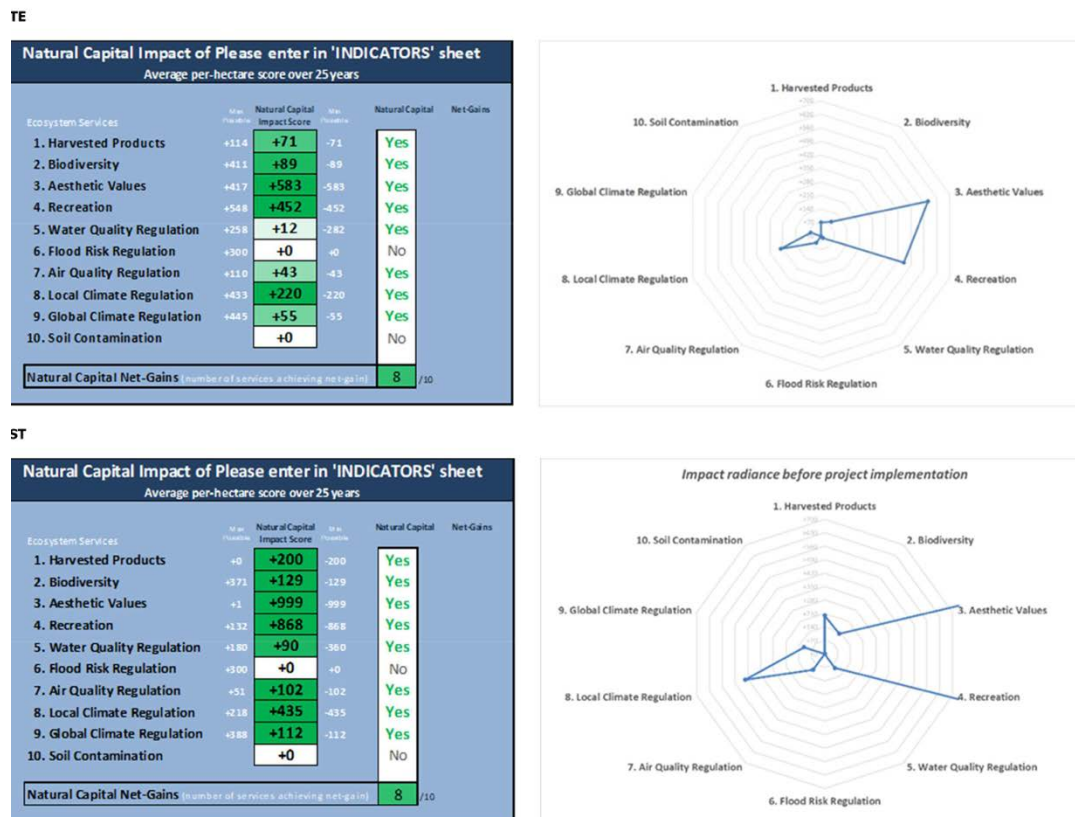 TE
Natural Capital Impact of Please enter in 'INDICATORS' sheet
Average per-hectare score over 25 years
Ecosystem Services Max Possible Natural Capital Impact Score Min Possible Natural Capital Net-Gains
1. Harvested Products +114 +71 -71 Yes
2. Biodiversity +411 +89 -89 Yes
3. Aesthetic Values +417 +583 -583 Yes
4. Recreation +548 +452 -452 Yes
5. Water Quality Regulation +258 +12 -282 Yes
6. Flood Risk Regulation +300 +0 +0 No
7. Air Quality Regulation +110 +43 -43 Yes
8. Local Climate Regulation +433 +220 -220 Yes
9. Global Climate Regulation +445 +55 -55 Yes
10. Soil Contamination +0 No
Natural Capital Net-Gains (number of services achieving net-gain) 8 /10
1. Harvested Products
2. Biodiversity
3. Aesthetic Values
4. Recreation
5. Water Quality Regulation
6. Flood Risk Regulation
7. Air Quality Regulation
8. Local Climate Regulation
9. Global Climate Regulation
10. Soil Contamination
ST
Natural Capital Impact of Please enter in 'INDICATORS' sheet
Average per-hectare score over 25 years
Ecosystem Services Max Possible Natural Capital Impact Score Min Possible Natural Capital Net-Gains
1. Harvested Products +0 +200 -200 Yes
2. Biodiversity +371 +129 -129 Yes
3. Aesthetic Values +1 +999 -999 Yes
4. Recreation +132 +868 -868 Yes
5. Water Quality Regulation +180 +90 -360 Yes
6. Flood Risk Regulation +300 +0 +0 No
7. Air Quality Regulation +51 +102 -102 Yes
8. Local Climate Regulation +218 +435 -435 Yes
9. Global Climate Regulation +388 +112 -112 Yes
10. Soil Contamination +0 No
Natural Capital Net-Gains (number of services achieving net-gain) 8 /10
Impact radiance before project implementation
1. Harvested Products
2. Biodiversity
3. Aesthetic Values
4. Recreation
5. Water Quality Regulation
6. Flood Risk Regulation
7. Air Quality Regulation
8. Local Climate Regulation
9. Global Climate Regulation
10. Soil Contamination